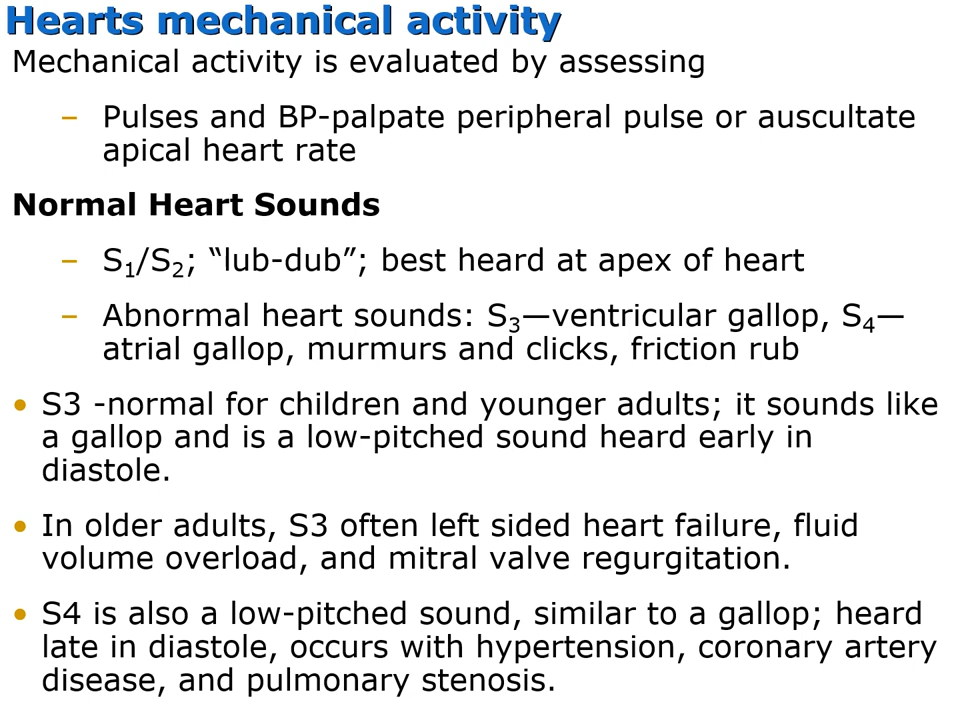 Hearts mechanical activity
Mechanical activity is evaluated by assessing
– Pulses and BP-palpate peripheral pulse or auscultate
apical heart rate
Normal Heart Sounds
– S₁/S₂; “lub-dub”; best heard at apex of heart
– Abnormal heart sounds: S₃—ventricular gallop, S₄—
atrial gallop, murmurs and clicks, friction rub
• S3 -normal for children and younger adults; it sounds like
a gallop and is a low-pitched sound heard early in
diastole.
• In older adults, S3 often left sided heart failure, fluid
volume overload, and mitral valve regurgitation.
• S4 is also a low-pitched sound, similar to a gallop; heard
late in diastole, occurs with hypertension, coronary artery
disease, and pulmonary stenosis.